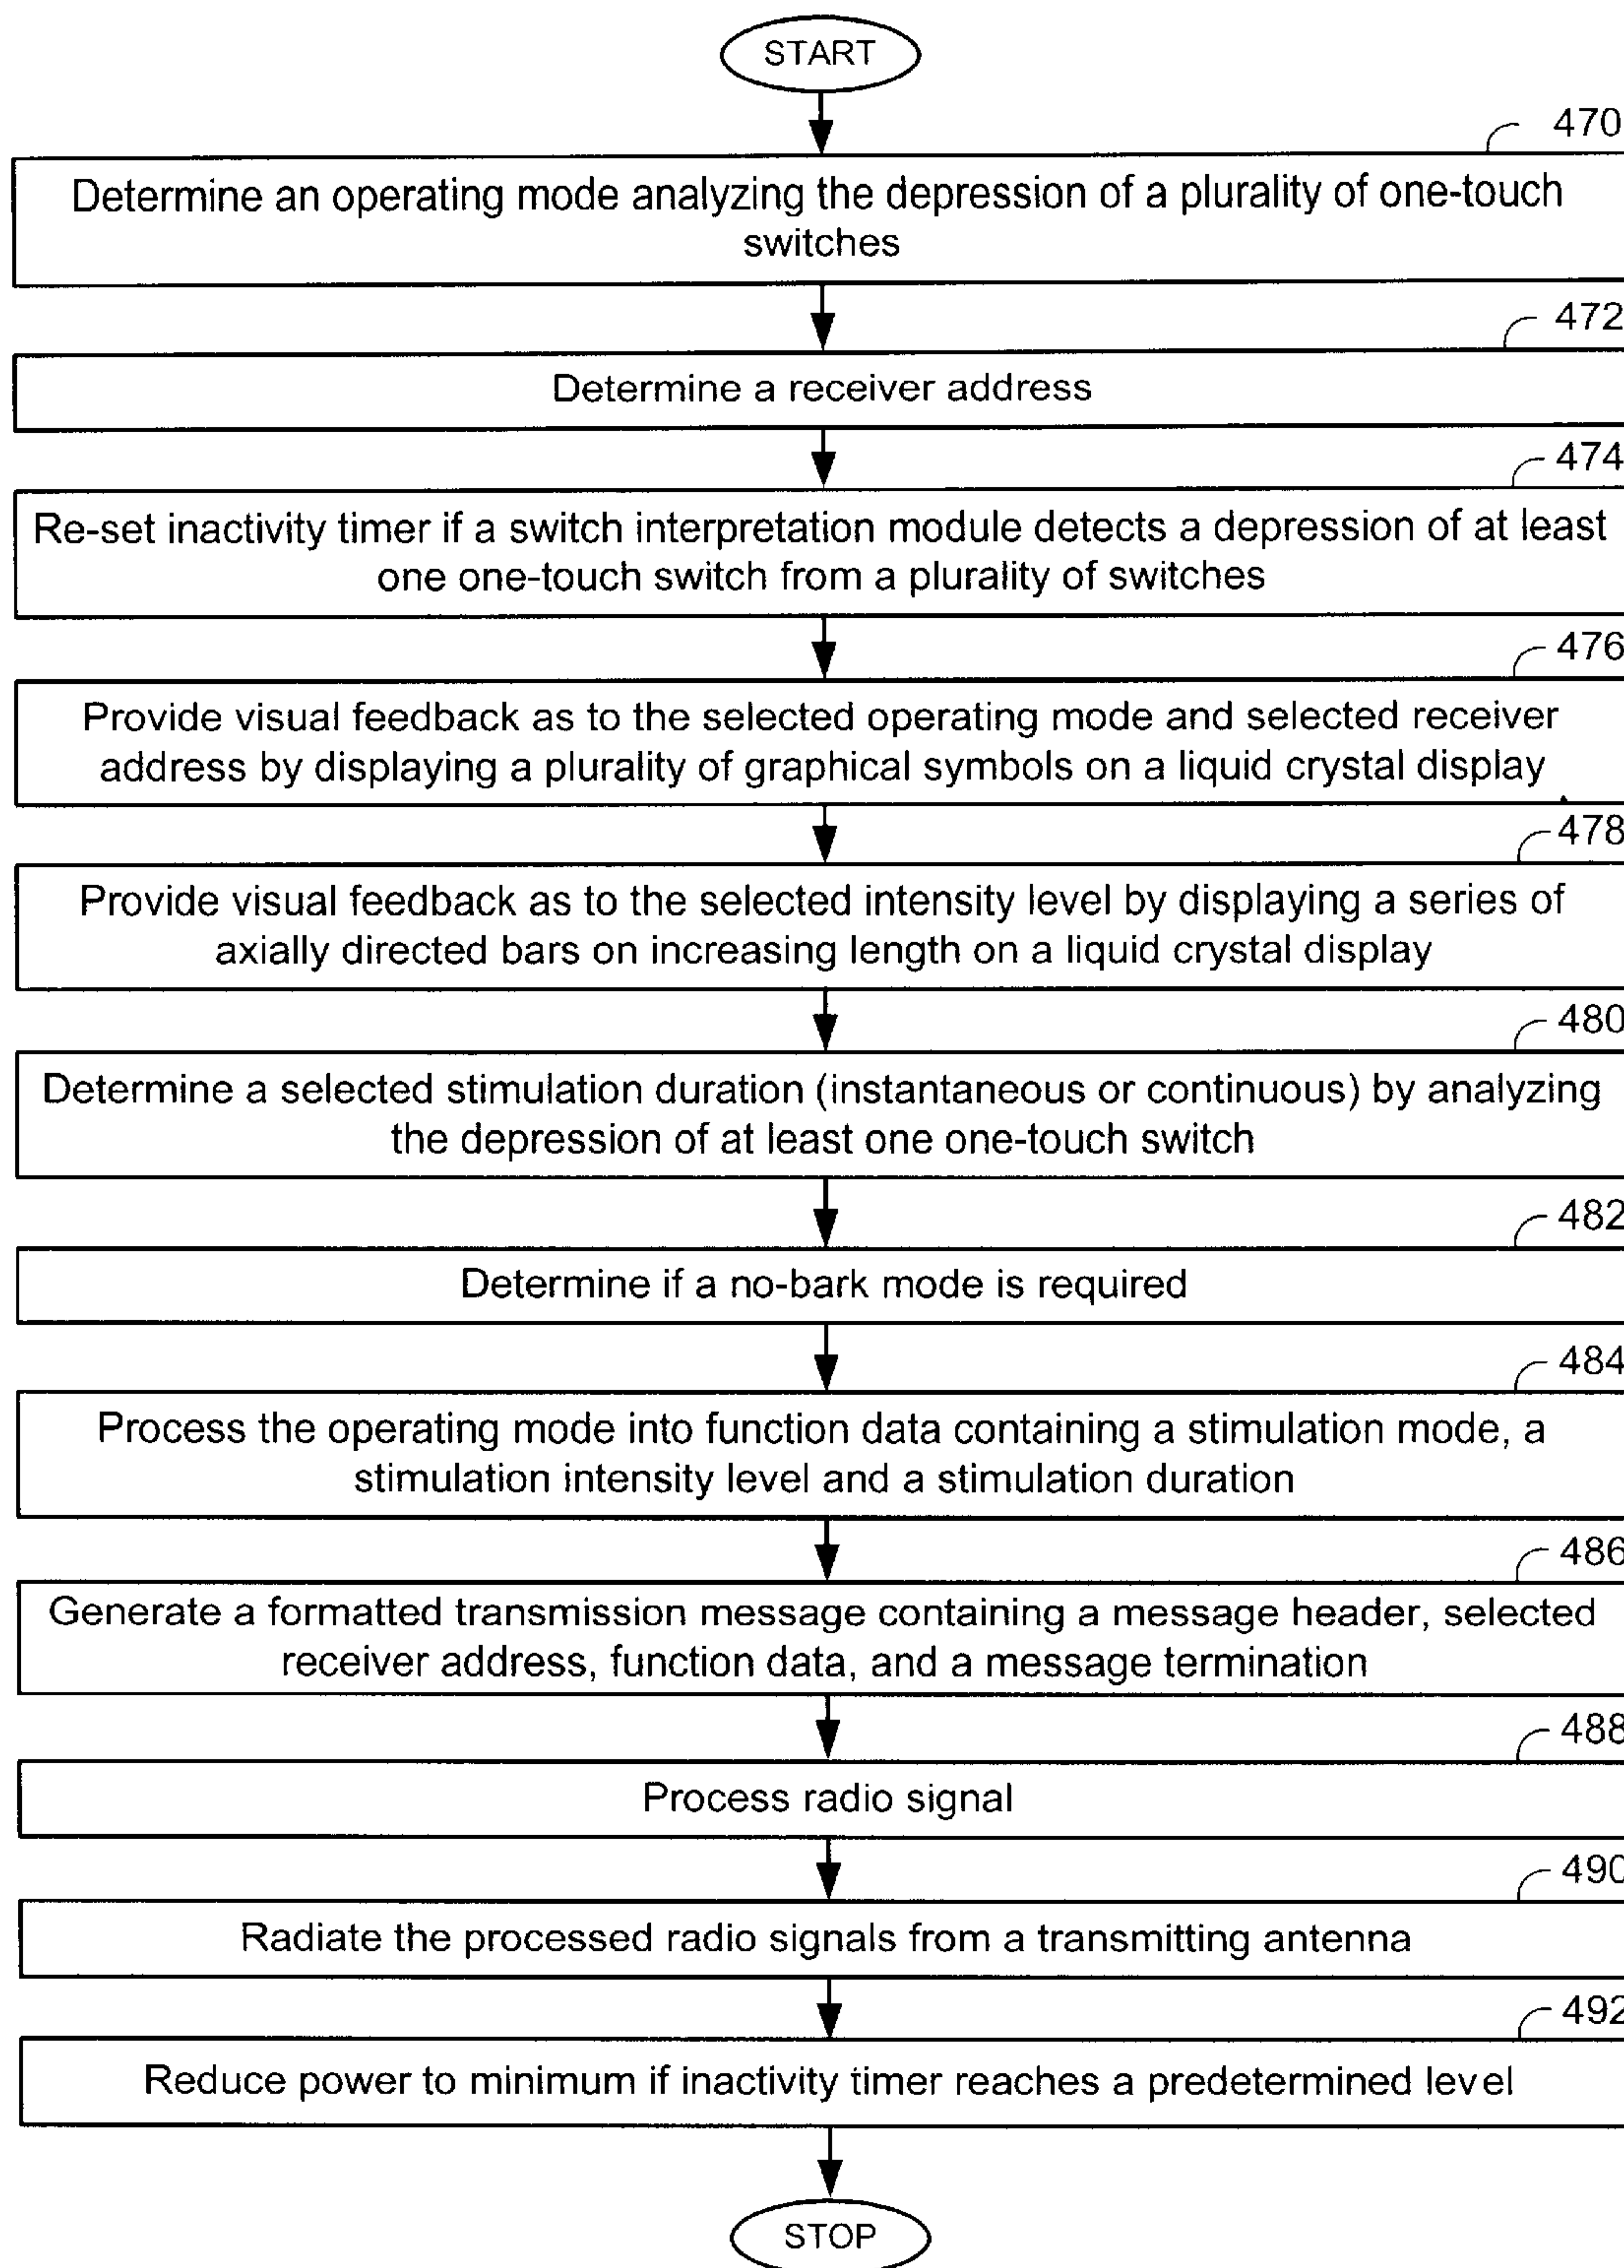 START
470
Determine an operating mode analyzing the depression of a plurality of one-touch
switches
472
Determine a receiver address
474
Re-set inactivity timer if a switch interpretation module detects a depression of at least
one one-touch switch from a plurality of switches
476
Provide visual feedback as to the selected operating mode and selected receiver
address by displaying a plurality of graphical symbols on a liquid crystal display
478
Provide visual feedback as to the selected intensity level by displaying a series of
axially directed bars on increasing length on a liquid crystal display
480
Determine a selected stimulation duration (instantaneous or continuous) by analyzing
the depression of at least one one-touch switch
482
Determine if a no-bark mode is required
484
Process the operating mode into function data containing a stimulation mode, a
stimulation intensity level and a stimulation duration
486
Generate a formatted transmission message containing a message header, selected
receiver address, function data, and a message termination
488
Process radio signal
490
Radiate the processed radio signals from a transmitting antenna
492
Reduce power to minimum if inactivity timer reaches a predetermined level
STOP